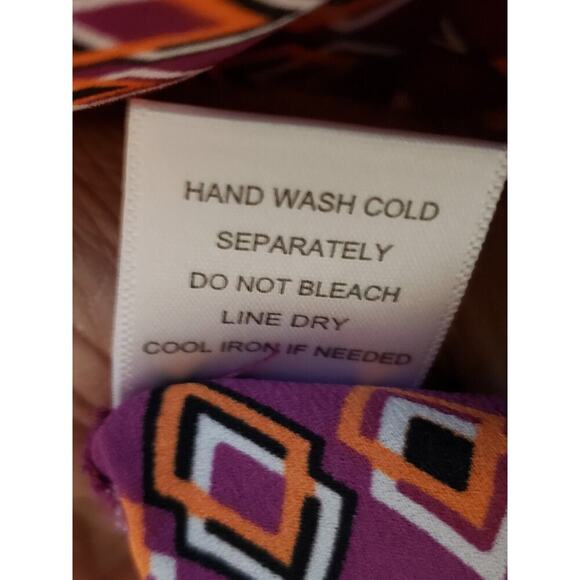 HAND WASH COLD
SEPARATELY
DO NOT BLEACH
LINE DRY
COOL IRON IF NEEDED